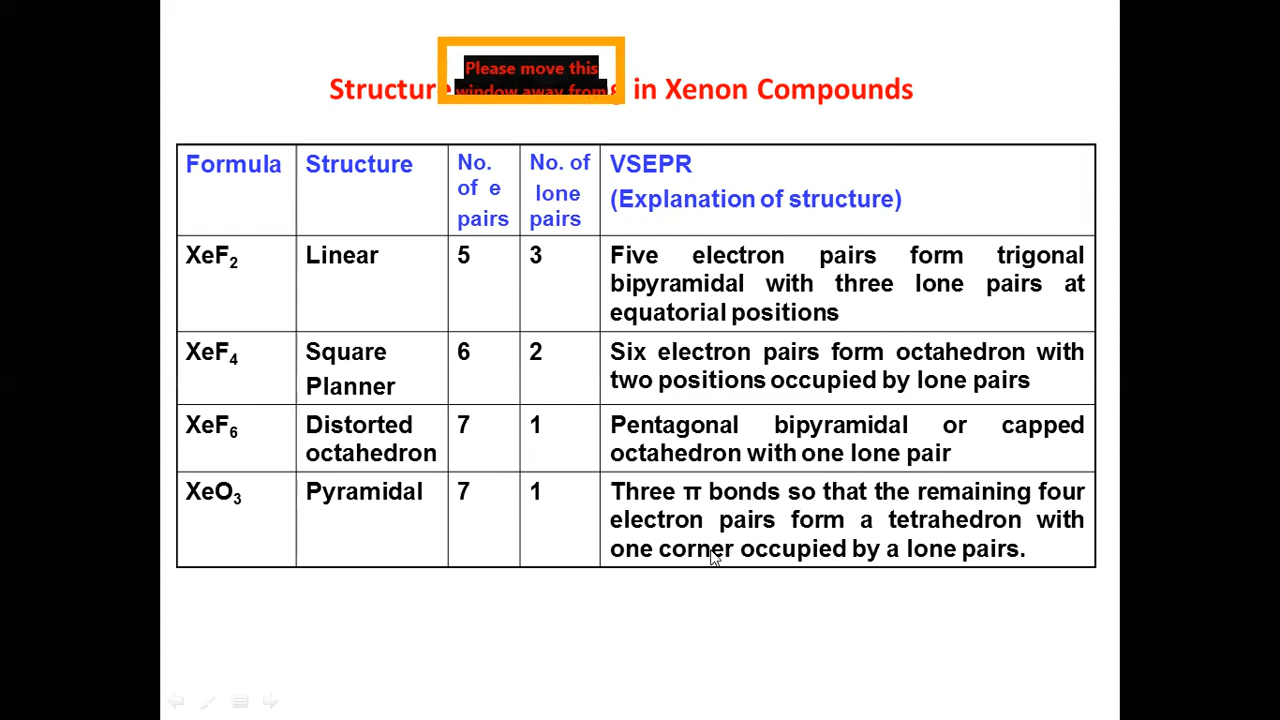 Please move this
window away from
Structure g in Xenon Compounds
Formula Structure No. of e pairs No. of lone pairs VSEPR (Explanation of structure)
XeF2 Linear 5 3 Five electron pairs form trigonal
bipyramidal with three lone pairs at
equatorial positions
XeF4 Square 6 2 Six electron pairs form octahedron with
Planner two positions occupied by lone pairs
XeF6 Distorted 7 1 Pentagonal bipyramidal or capped
octahedron octahedron with one lone pair
XeO3 Pyramidal 7 1 Three π bonds so that the remaining four
electron pairs form a tetrahedron with
one corner occupied by a lone pairs.